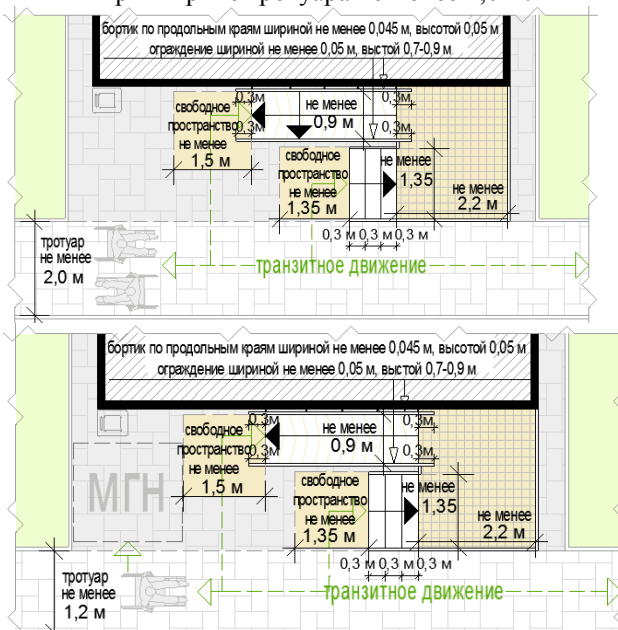 бортик по продольным краям шириной не менее 0,045 м, высотой 0,05 м
ограждение шириной не менее 0,05 м, выстой 0,7-0,9 м
свободное
пространство
не менее
1,5 м
0,3м
0,3м
не менее
0,9 м
0,3м
0,3м
свободное
пространство
не менее
1,35 м
не менее
1,35
не менее
2,2 м
0,3 м 0,3 м 0,3 м
тротуар
не менее
2,0 м
транзитное движение
бортик по продольным краям шириной не менее 0,045 м, высотой 0,05 м
ограждение шириной не менее 0,05 м, выстой 0,7-0,9 м
свободное
пространство
не менее
1,5 м
0,3м
0,3м
не менее
0,9 м
0,3м
0,3м
МГН
свободное
пространство
не менее
1,35 м
не менее
1,35
не менее
2,2 м
0,3 м 0,3 м 0,3 м
тротуар
не менее
1,2 м
транзитное движение